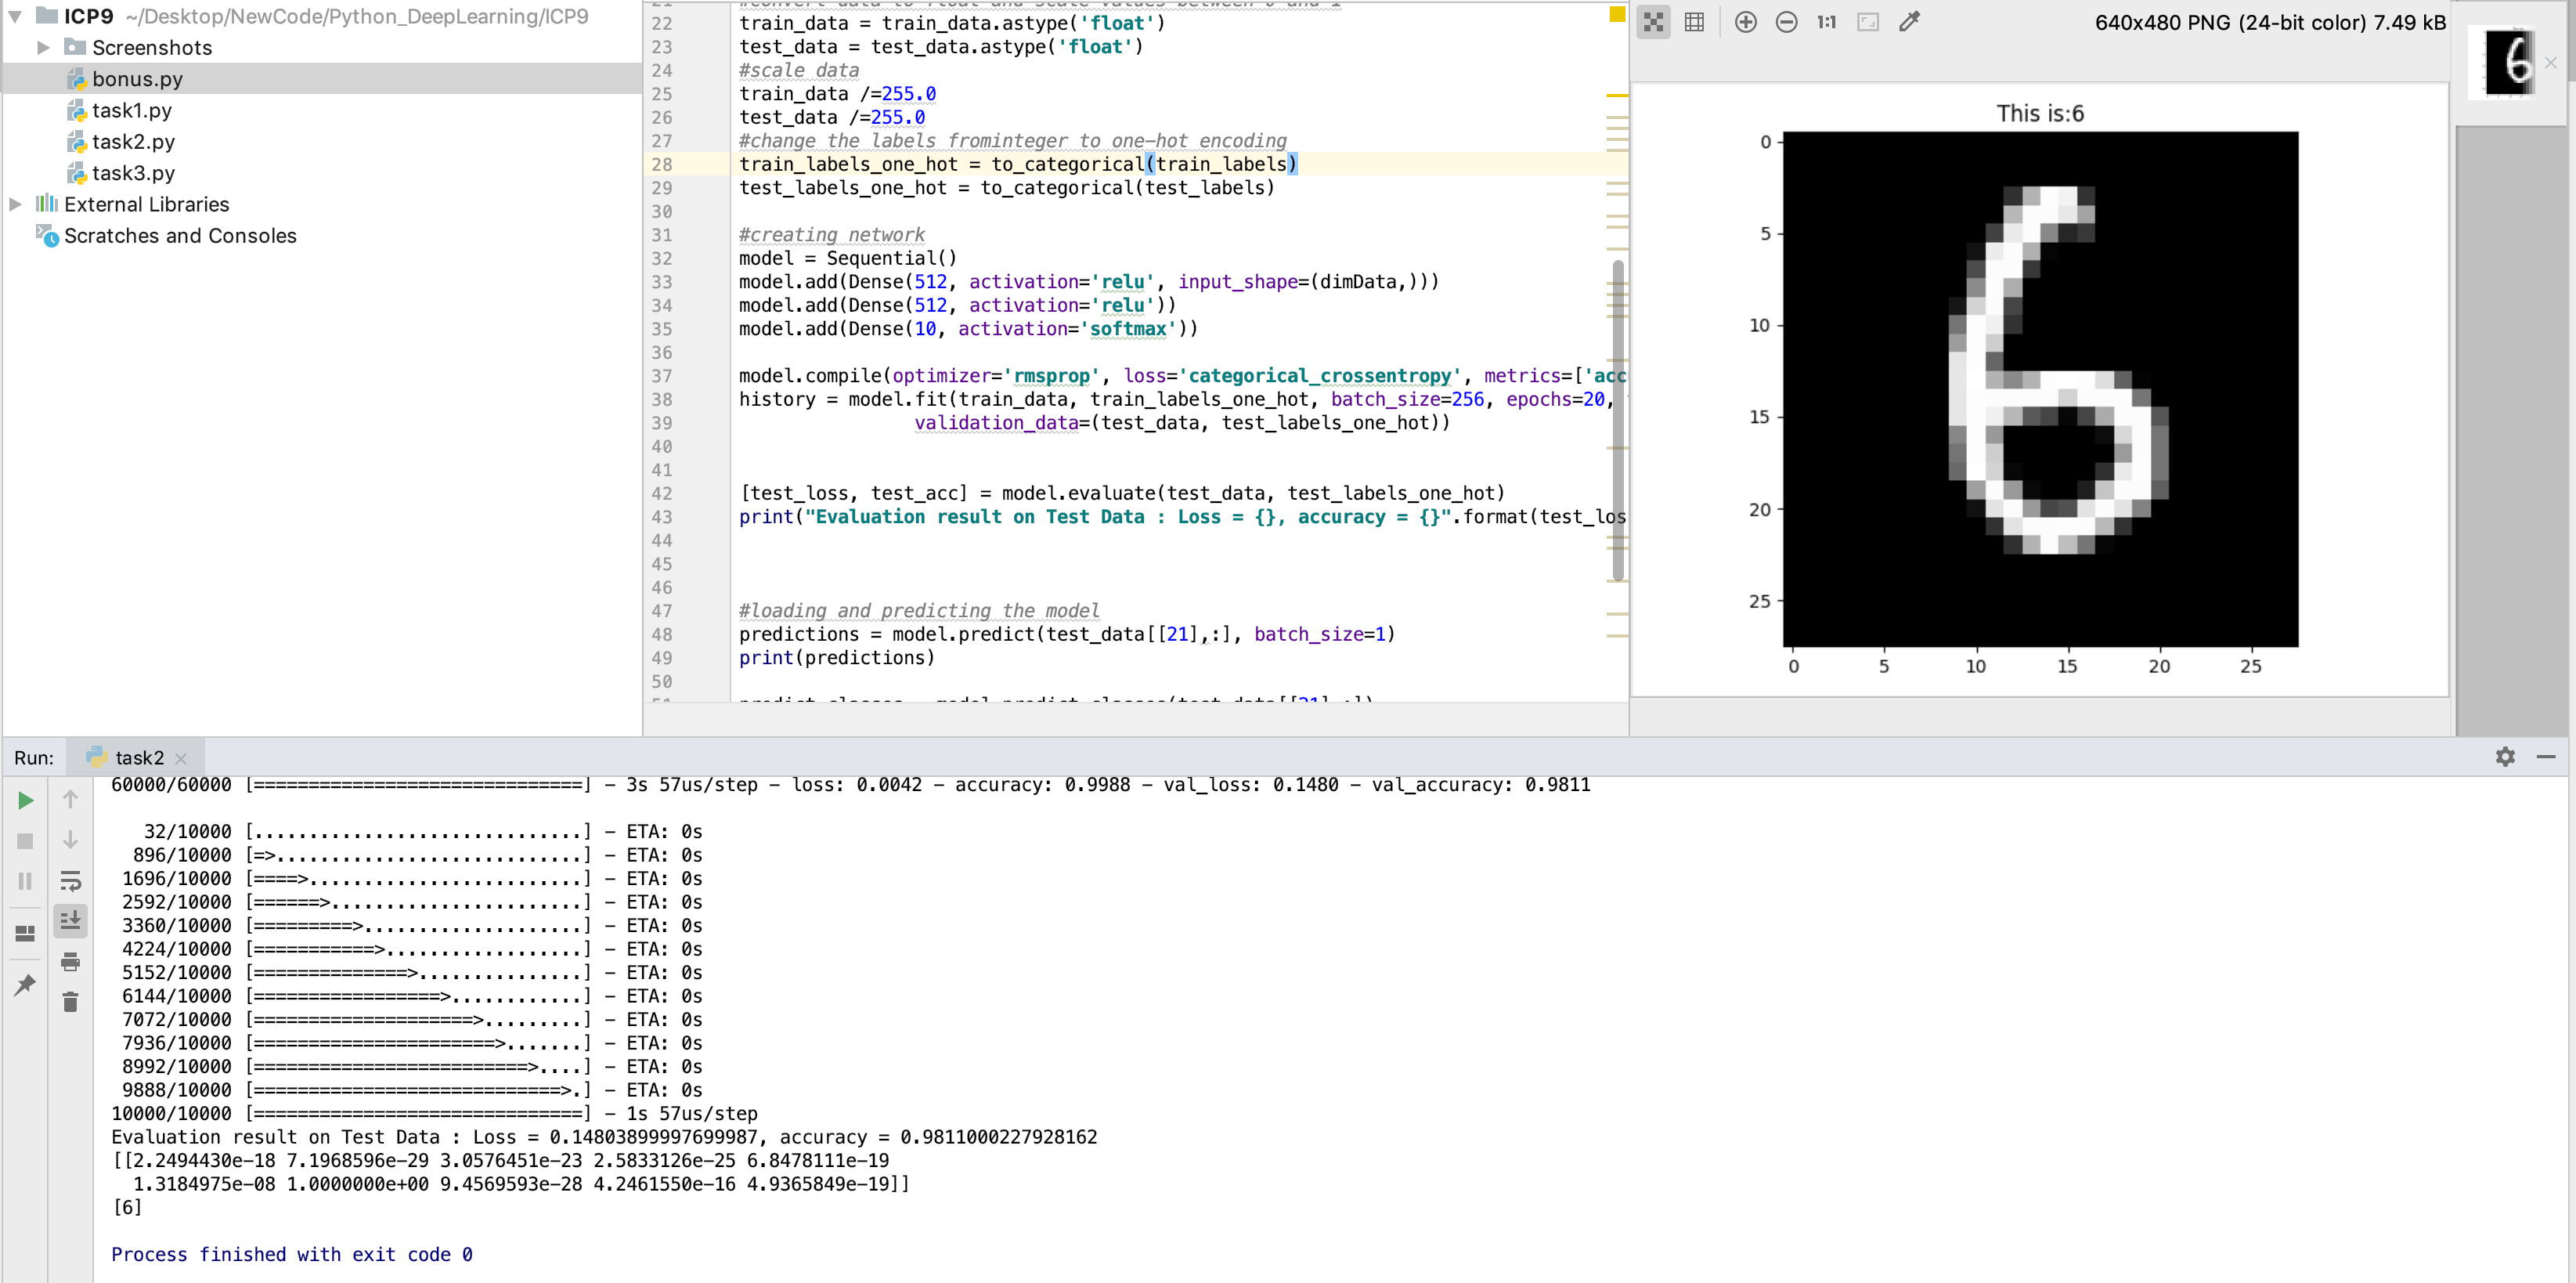 ICP9 ~/Desktop/NewCode/Python_DeepLearning/ICP9
Screenshots
bonus.py
task1.py
task2.py
task3.py
External Libraries
Scratches and Consoles
22 train_data = train_data.astype('float')
23 test_data = test_data.astype('float')
24 #scale data
25 train_data /=255.0
26 test_data /=255.0
27 #change the labels frominteger to one-hot encoding
28 train_labels_one_hot = to_categorical(train_labels)
29 test_labels_one_hot = to_categorical(test_labels)
30
31 #creating network
32 model = Sequential()
33 model.add(Dense(512, activation='relu', input_shape=(dimData,)))
34 model.add(Dense(512, activation='relu'))
35 model.add(Dense(10, activation='softmax'))
36
37 model.compile(optimizer='rmsprop', loss='categorical_crossentropy', metrics=['acc
38 history = model.fit(train_data, train_labels_one_hot, batch_size=256, epochs=20,
39 validation_data=(test_data, test_labels_one_hot))
40
41
42 [test_loss, test_acc] = model.evaluate(test_data, test_labels_one_hot)
43 print("Evaluation result on Test Data : Loss = {}, accuracy = {}".format(test_los
44
45
46
47 #loading and predicting the model
48 predictions = model.predict(test_data[[21],:], batch_size=1)
49 print(predictions)
50
1:1
640x480 PNG (24-bit color) 7.49 kB
This is:6
0
5
10
15
20
25
0 5 10 15 20 25
Run: task2
60000/60000 [==============================] - 3s 57us/step - loss: 0.0042 - accuracy: 0.9988 - val_loss: 0.1480 - val_accuracy: 0.9811
32/10000 [..............................] - ETA: 0s
896/10000 [=>............................] - ETA: 0s
1696/10000 [====>.........................] - ETA: 0s
2592/10000 [======>.......................] - ETA: 0s
3360/10000 [=========>....................] - ETA: 0s
4224/10000 [===========>..................] - ETA: 0s
5152/10000 [==============>...............] - ETA: 0s
6144/10000 [=================>............] - ETA: 0s
7072/10000 [====================>.........] - ETA: 0s
7936/10000 [======================>.......] - ETA: 0s
8992/10000 [=========================>....] - ETA: 0s
9888/10000 [============================>.] - ETA: 0s
10000/10000 [==============================] - 1s 57us/step
Evaluation result on Test Data : Loss = 0.14803899997699987, accuracy = 0.9811000227928162
[[2.2494430e-18 7.1968596e-29 3.0576451e-23 2.5833126e-25 6.8478111e-19
1.3184975e-08 1.0000000e+00 9.4569593e-28 4.2461550e-16 4.9365849e-19]]
[6]
Process finished with exit code 0